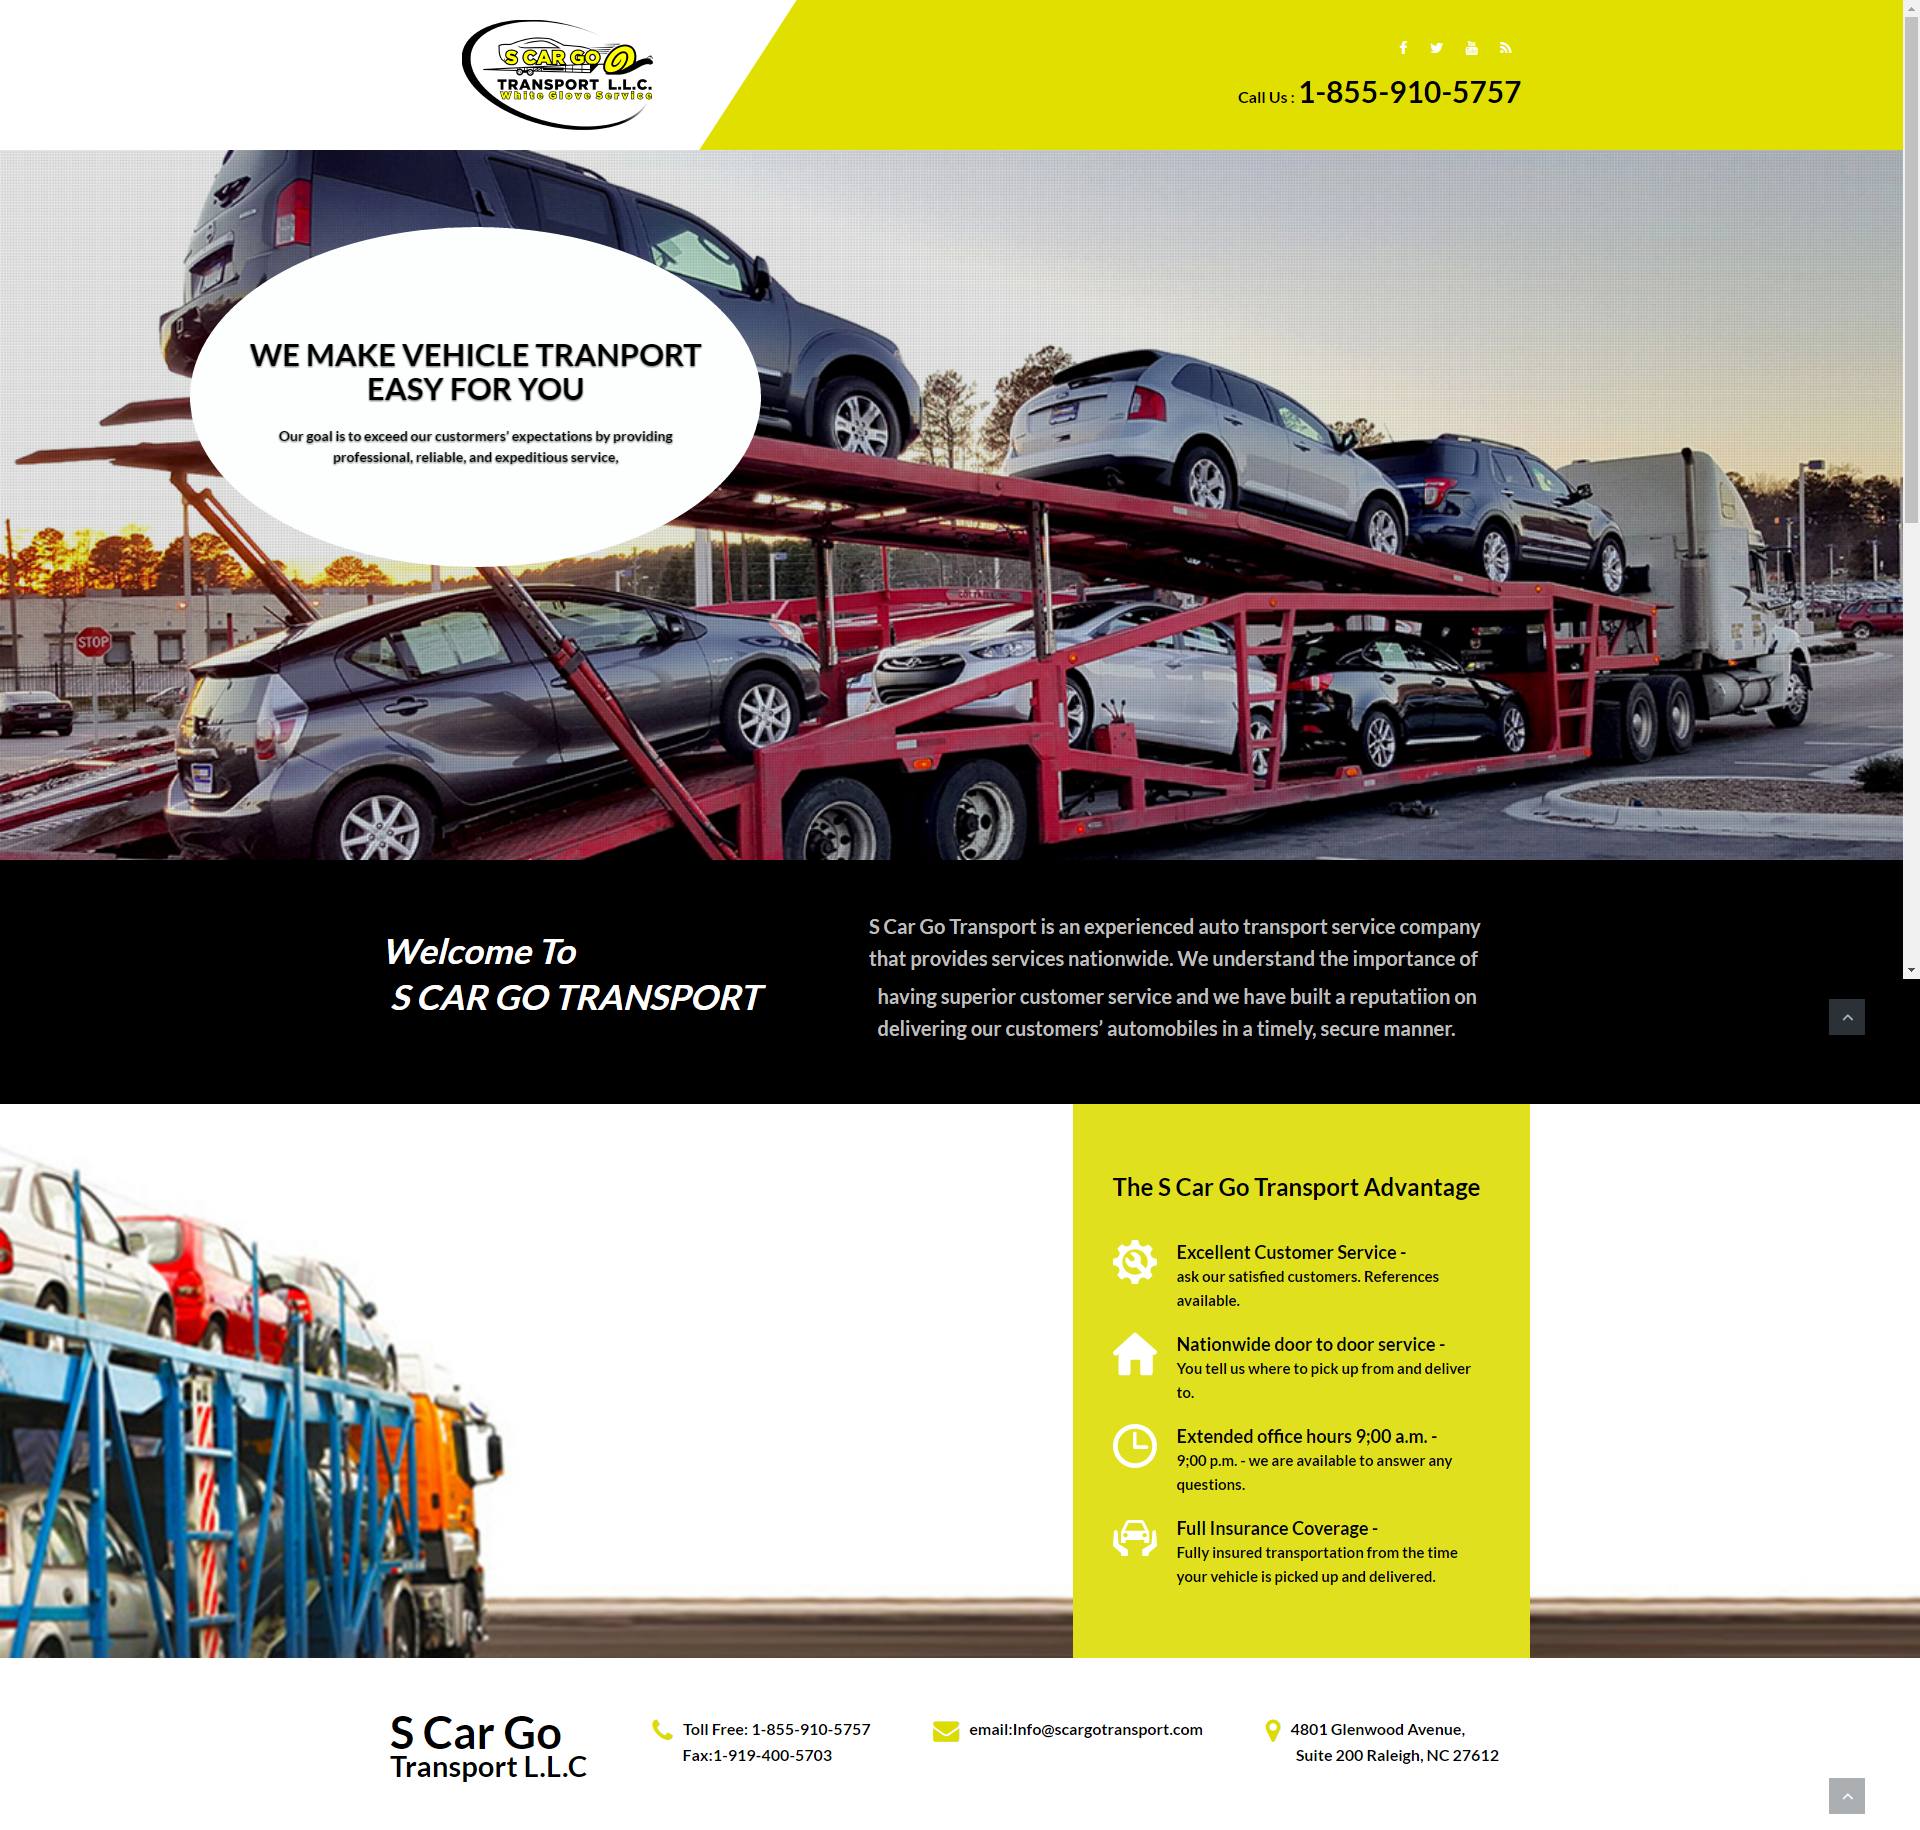 S CAR GO
TRANSPORT L.L.C.
White Glove Service
Call Us : 1-855-910-5757
WE MAKE VEHICLE TRANPORT
EASY FOR YOU
Our goal is to exceed our custormers' expectations by providing
professional, reliable, and expeditious service,
STOP
COTTRELL, INC.
Welcome To
S CAR GO TRANSPORT
S Car Go Transport is an experienced auto transport service company
that provides services nationwide. We understand the importance of
having superior customer service and we have built a reputatiion on
delivering our customers' automobiles in a timely, secure manner.
The S Car Go Transport Advantage
Excellent Customer Service -
ask our satisfied customers. References
available.
Nationwide door to door service -
You tell us where to pick up from and deliver
to.
Extended office hours 9;00 a.m. -
9;00 p.m. - we are available to answer any
questions.
Full Insurance Coverage -
Fully insured transportation from the time
your vehicle is picked up and delivered.
S Car Go
Transport L.L.C
Toll Free: 1-855-910-5757
Fax:1-919-400-5703
email:Info@scargotransport.com
4801 Glenwood Avenue,
Suite 200 Raleigh, NC 27612